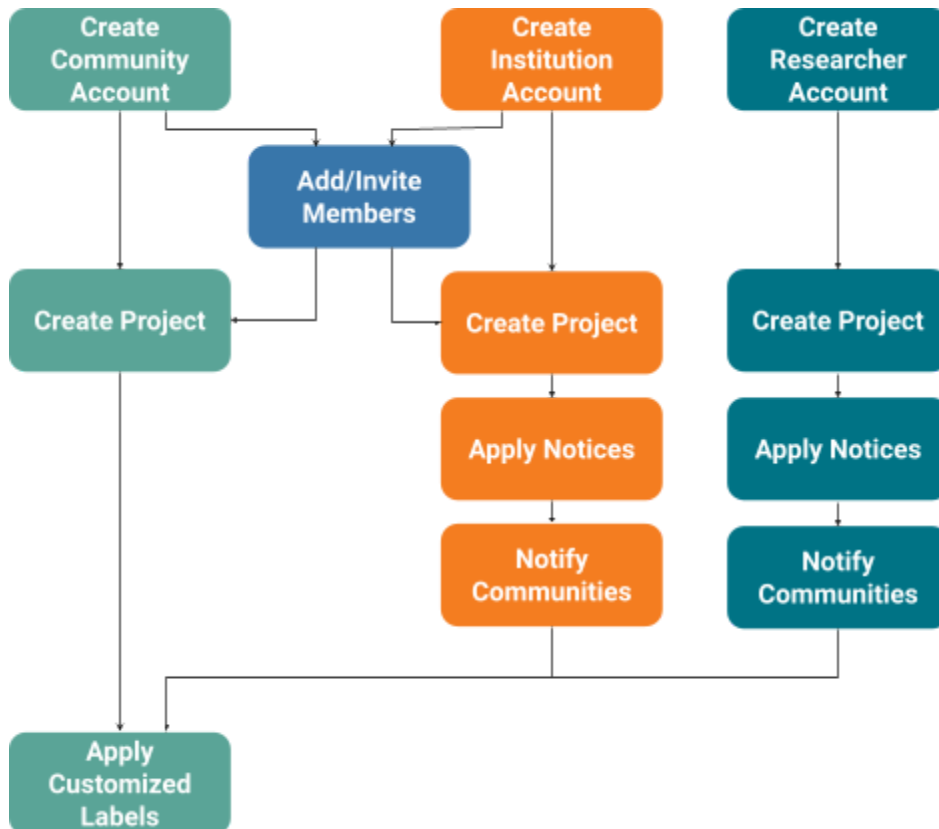 Create
Community
Account
Create
Institution
Account
Create
Researcher
Account
Add/Invite
Members
Create Project
Create Project
Create Project
Apply Notices
Apply Notices
Notify
Communities
Notify
Communities
Apply
Customized
Labels